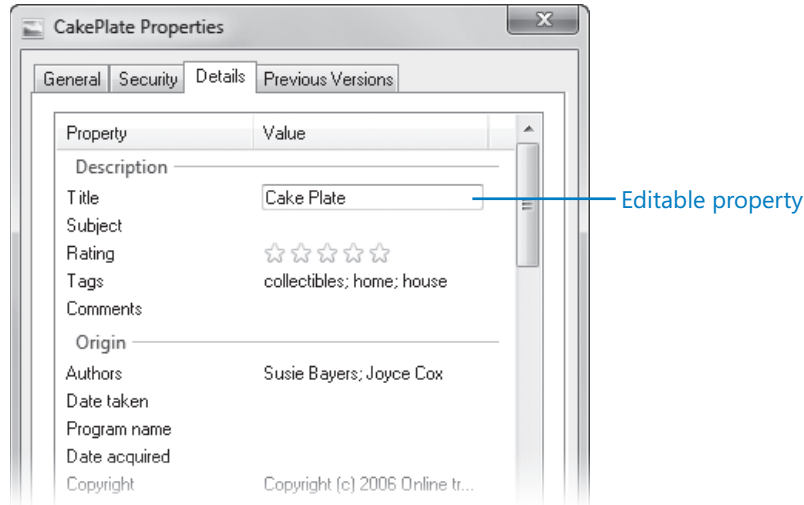 CakePlate Properties
x
General Security Details Previous Versions
Property Value
Description
Title Cake Plate
Editable property
Subject
Rating
Tags collectibles; home; house
Comments
Origin
Authors Susie Bayers; Joyce Cox
Date taken
Program name
Date acquired
Copyright Copyright (c) 2006 Online tr...